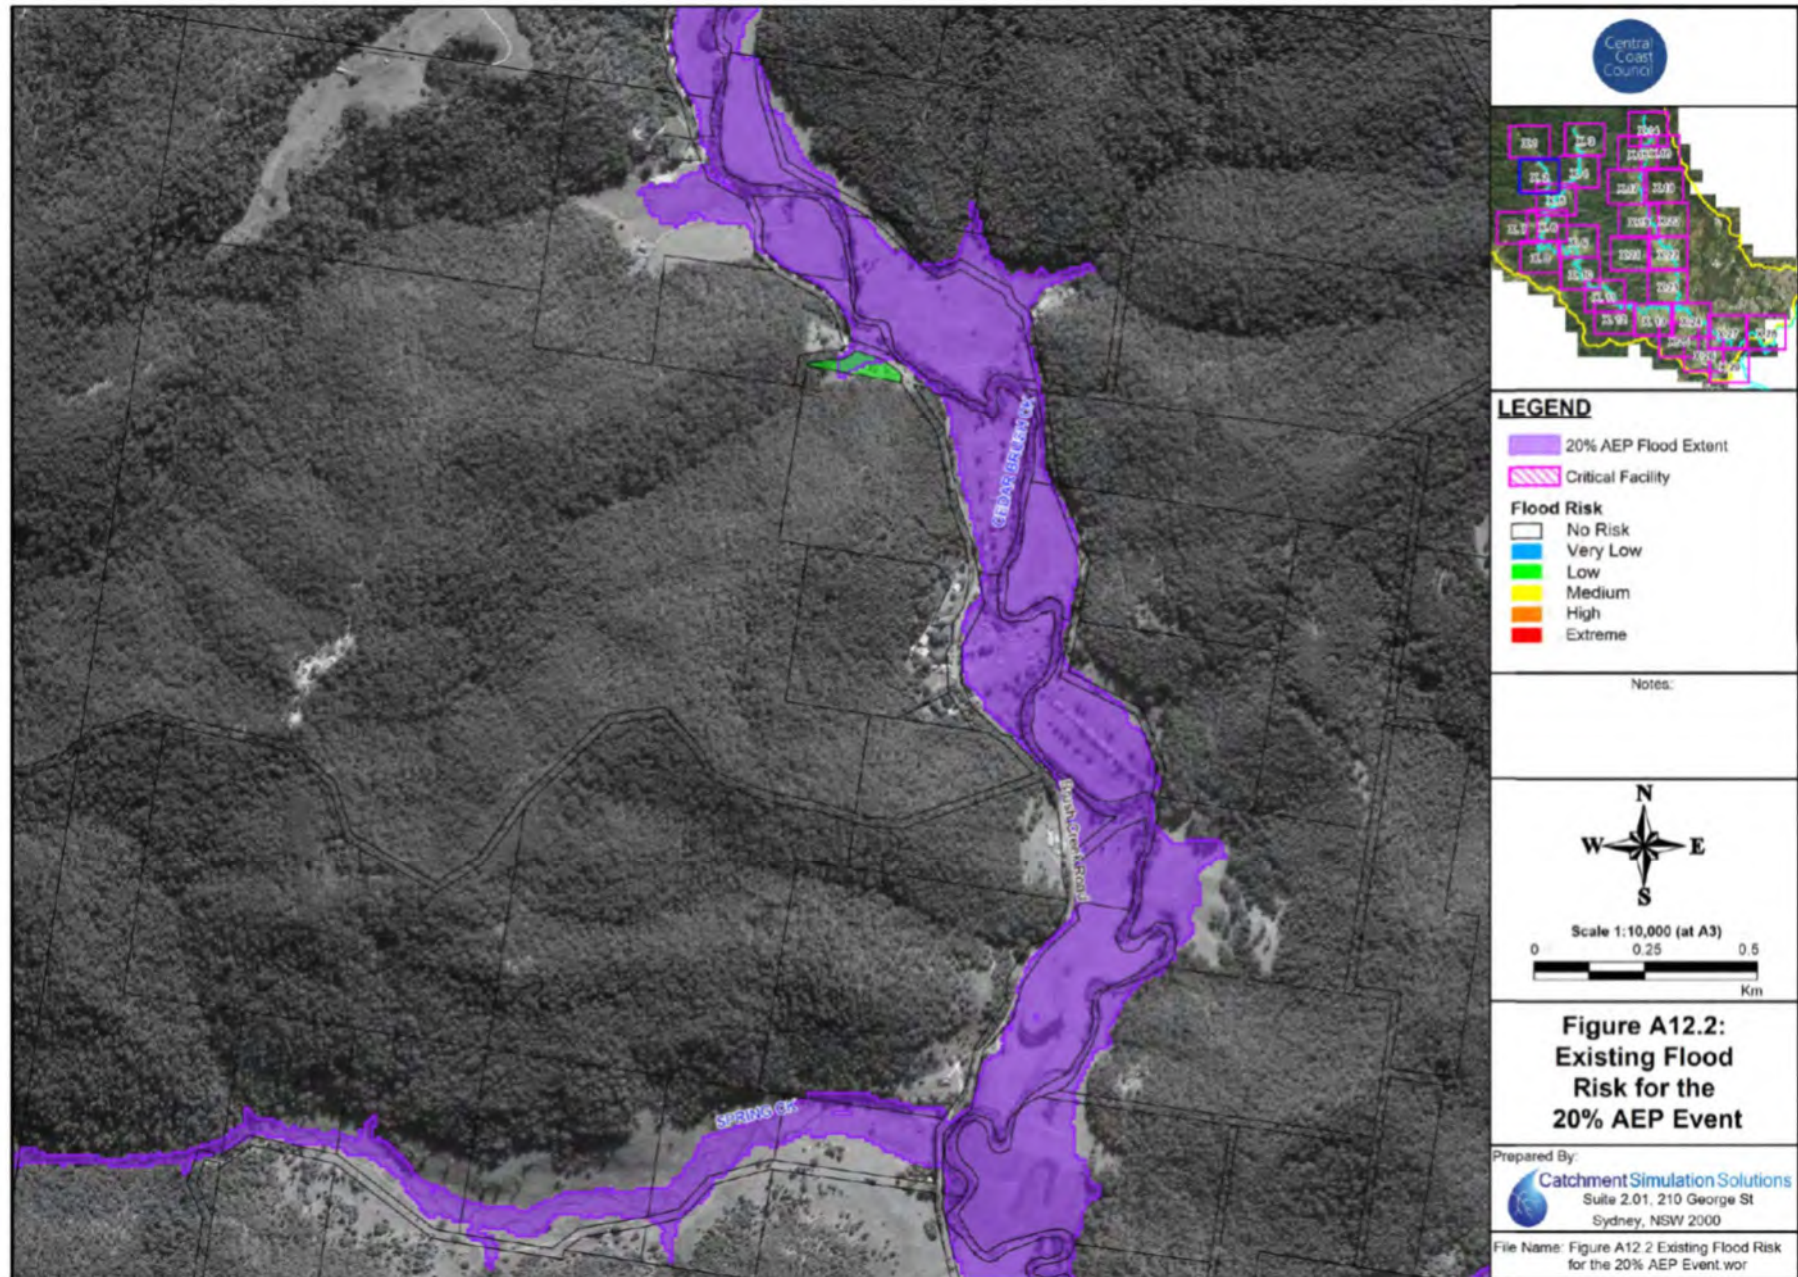 Central
Coast
Council
LEGEND
20% AEP Flood Extent
Critical Facility
Flood Risk
No Risk
Very Low
Low
Medium
High
Extreme
Notes:
N
W
E
S
Scale 1:10,000 (at A3)
0
0.25
0.5
Km
Figure A12.2:
Existing Flood
Risk for the
20% AEP Event
Prepared By:
Catchment Simulation Solutions
Suite 2.01, 210 George St
Sydney, NSW 2000
File Name: Figure A12.2 Existing Flood Risk
for the 20% AEP Event.wor
CEDAR BRUSH CK
Brush Creek Road
SPRING CK